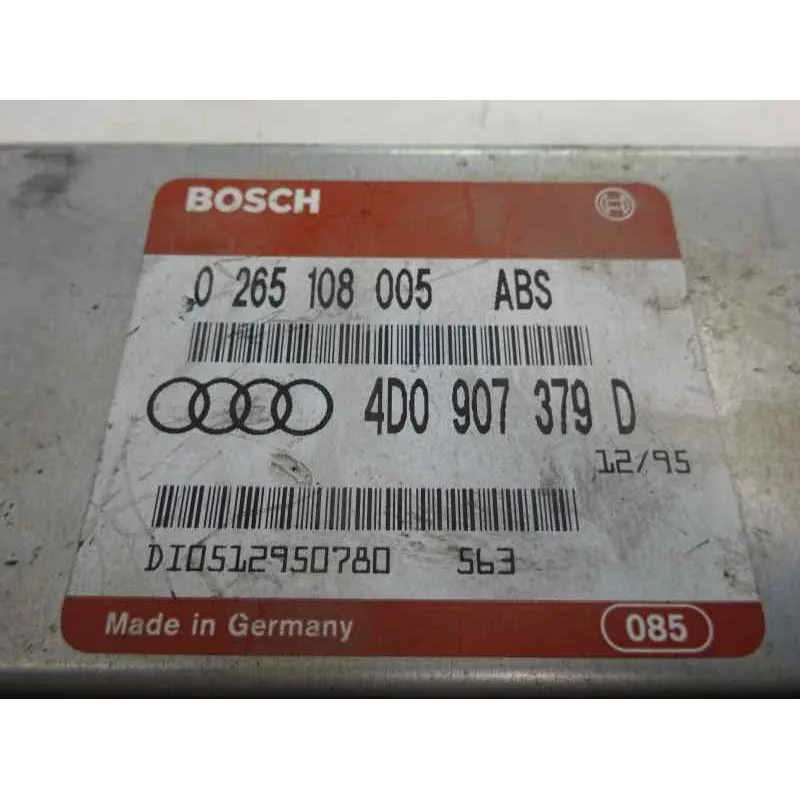 BOSCH
0 265 108 005 ABS
4D0 907 379 D
12/95
DI0512950780 563
Made in Germany 085